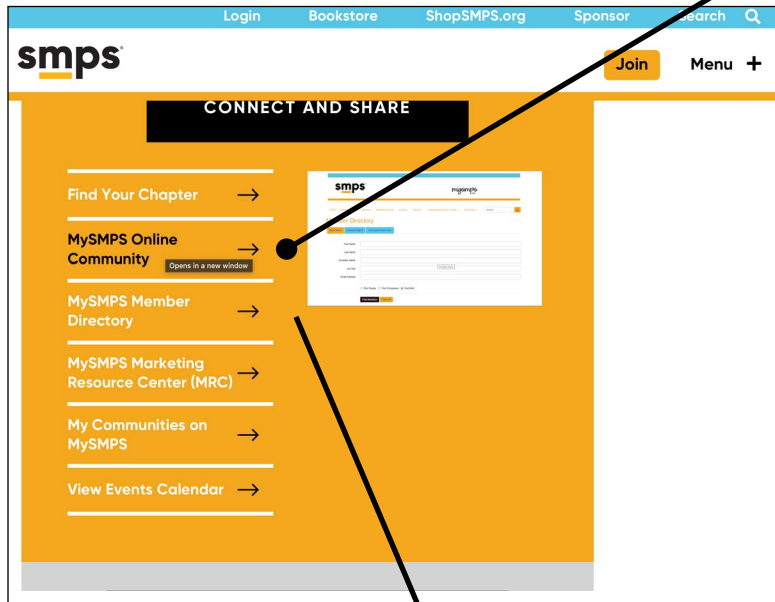 Login Bookstore ShopSMPS.org Sponsor Search
smps
Join Menu +
CONNECT AND SHARE
Find Your Chapter
MySMPS Online
Community
Opens in a new window
MySMPS Member
Directory
MySMPS Marketing
Resource Center (MRC)
My Communities on
MySMPS
View Events Calendar
smps
mysmps
Directory